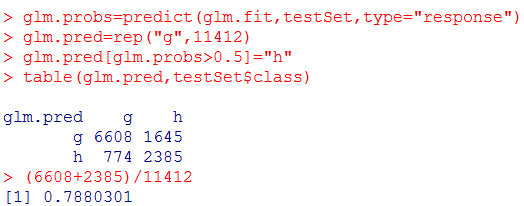 > glm.probs=predict(glm.fit,testSet,type="response")
> glm.pred=rep("g",11412)
> glm.pred[glm.probs>0.5]="h"
> table(glm.pred,testSet$class)

glm.pred    g    h
       g 6608 1645
       h  774 2385
> (6608+2385)/11412
[1] 0.7880301